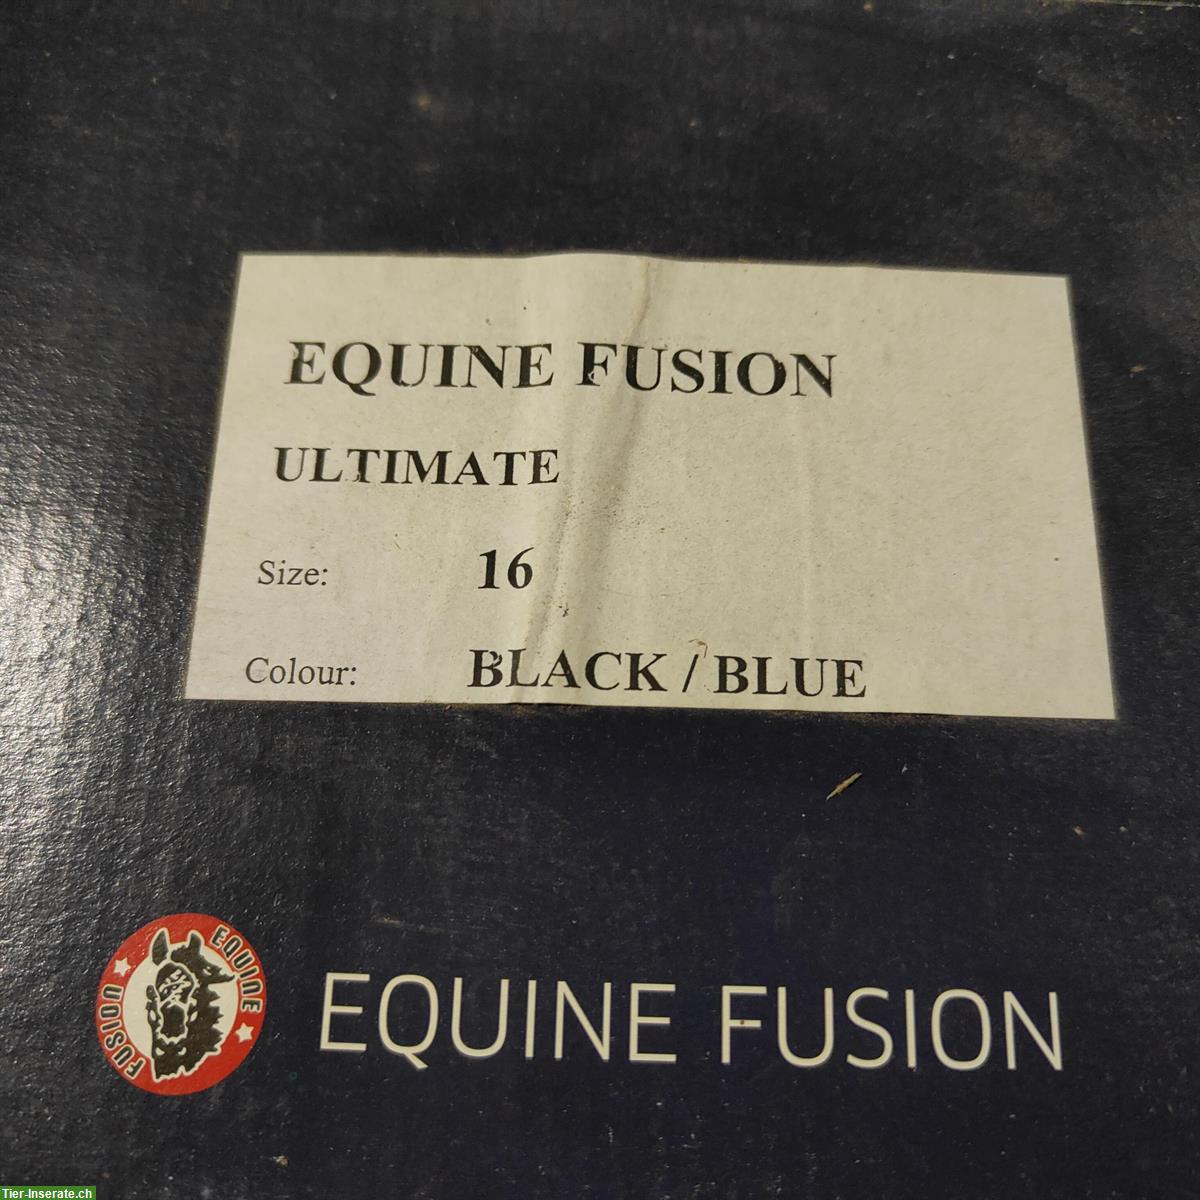 EQUINE FUSION
ULTIMATE
Size: 16
Colour: BLACK / BLUE
EQUINE
FUSION
EQUINE FUSION
Tier-Inserate.ch